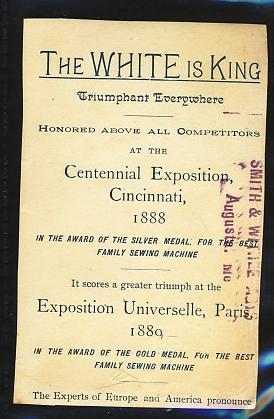 THE WHITE IS KING
Triumphant Everywhere
HONORED ABOVE ALL COMPETITORS
AT THE
Centennial Exposition,
Cincinnati,
1888
IN THE AWARD OF THE SILVER MEDAL, FOR THE BEST
FAMILY SEWING MACHINE
It scores a greater triumph at the
Exposition Universelle, Paris,
1889
IN THE AWARD OF THE GOLD MEDAL, FOR THE BEST
FAMILY SEWING MACHINE
The Experts of Europe and America pronounce
SMITH &
Augusta, Me